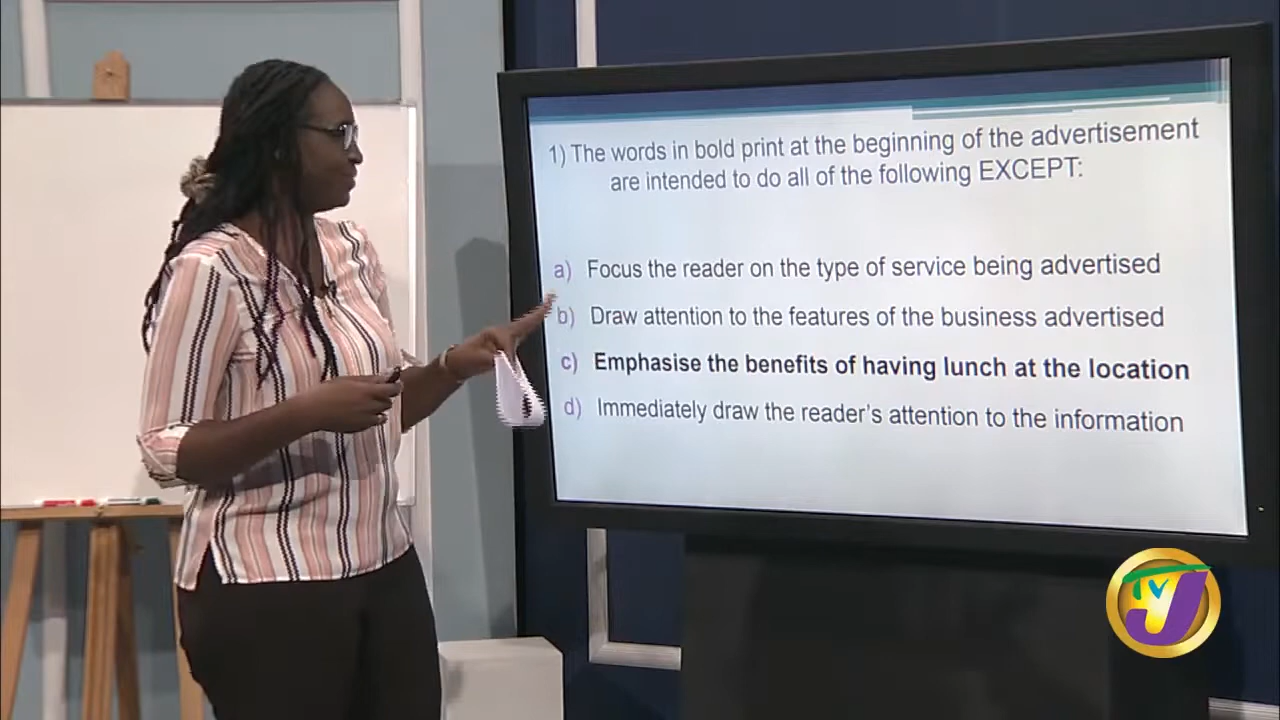 1) The words in bold print at the beginning of the advertisement
are intended to do all of the following EXCEPT:
a) Focus the reader on the type of service being advertised
b) Draw attention to the features of the business advertised
c) Emphasise the benefits of having lunch at the location
d) Immediately draw the reader's attention to the information
TVJ